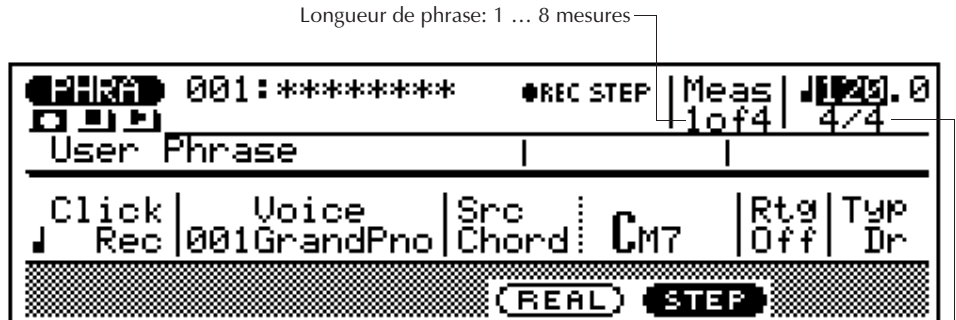 Longueur de phrase: 1 … 8 mesures
PHRA 001:******** ●REC STEP Meas ♩120.0
1of4 4/4
User Phrase
Click Voice Src CM7 Rtg Typ
♩ Rec 001GrandPno Chord Off Dr
REAL STEP